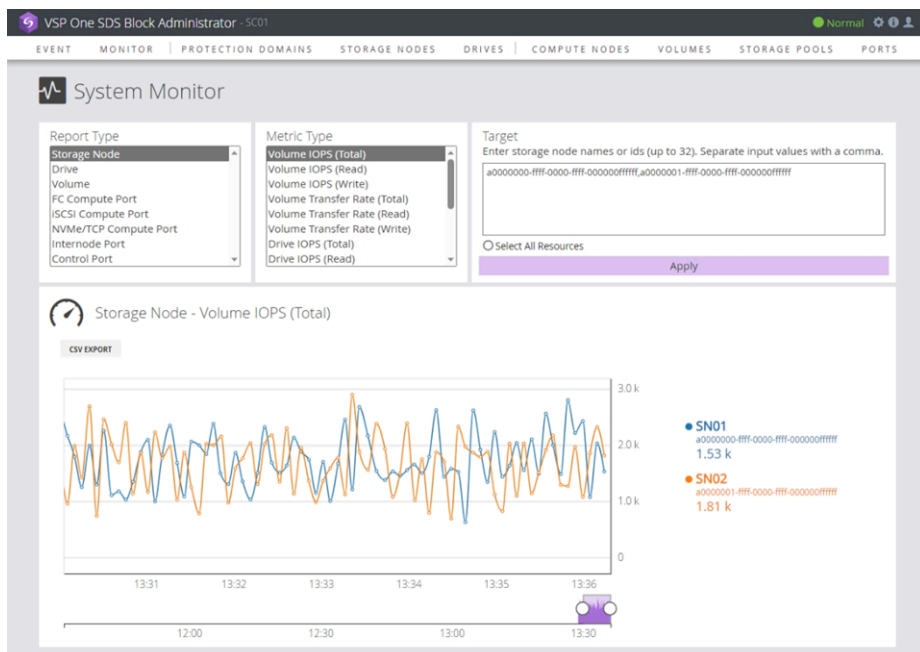 VSP One SDS Block Administrator - SC01 Normal
EVENT MONITOR PROTECTION DOMAINS STORAGE NODES DRIVES COMPUTE NODES VOLUMES STORAGE POOLS PORTS
System Monitor
Report Type
Storage Node
Drive
Volume
FC Compute Port
iSCSI Compute Port
NVMe/TCP Compute Port
Internode Port
Control Port
Metric Type
Volume IOPS (Total)
Volume IOPS (Read)
Volume IOPS (Write)
Volume Transfer Rate (Total)
Volume Transfer Rate (Read)
Volume Transfer Rate (Write)
Drive IOPS (Total)
Drive IOPS (Read)
Target
Enter storage node names or ids (up to 32). Separate input values with a comma.
a0000000-ffff-0000-ffff-000000ffffff,a0000001-ffff-0000-ffff-000000ffffff
Select All Resources
Apply
Storage Node - Volume IOPS (Total)
CSV EXPORT
3.0 k
2.0 k
1.0 k
0
13:31 13:32 13:33 13:34 13:35 13:36
12:00 12:30 13:00 13:30
SN01
a0000000-ffff-0000-ffff-000000ffffff
1.53 k
SN02
a0000001-ffff-0000-ffff-000000ffffff
1.81 k